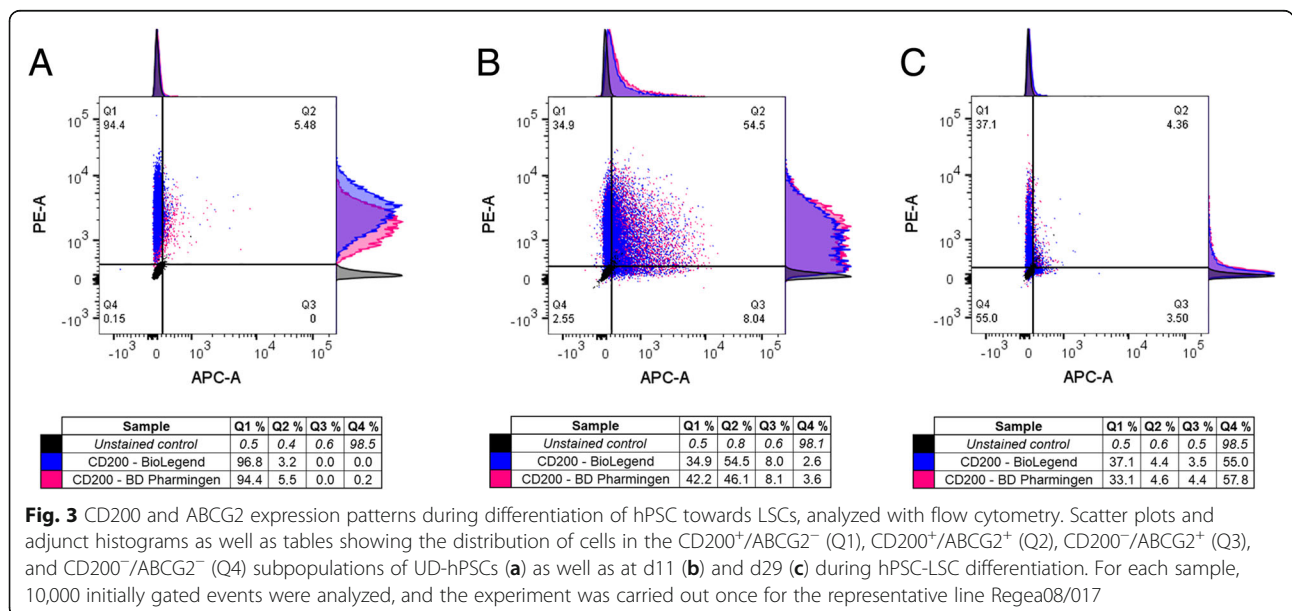 A
Q1
94.4
Q2
5.48
10^5
10^4
10^3
0
-10^3
PE-A
Q4
0.15
Q3
0
-10^3 0 10^3 10^4 10^5
APC-A
Sample Q1 % Q2 % Q3 % Q4 %
Unstained control 0.5 0.4 0.6 98.5
CD200 - BioLegend 96.8 3.2 0.0 0.0
CD200 - BD Pharmingen 94.4 5.5 0.0 0.2
B
Q1
34.9
Q2
54.5
10^5
10^4
10^3
0
-10^3
PE-A
Q4
2.55
Q3
8.04
-10^3 0 10^3 10^4 10^5
APC-A
Sample Q1 % Q2 % Q3 % Q4 %
Unstained control 0.5 0.8 0.6 98.1
CD200 - BioLegend 34.9 54.5 8.0 2.6
CD200 - BD Pharmingen 42.2 46.1 8.1 3.6
C
Q1
37.1
Q2
4.36
10^5
10^4
10^3
0
-10^3
PE-A
Q4
55.0
Q3
3.50
-10^3 0 10^3 10^4 10^5
APC-A
Sample Q1 % Q2 % Q3 % Q4 %
Unstained control 0.5 0.6 0.5 98.5
CD200 - BioLegend 37.1 4.4 3.5 55.0
CD200 - BD Pharmingen 33.1 4.6 4.4 57.8
Fig. 3 CD200 and ABCG2 expression patterns during differentiation of hPSC towards LSCs, analyzed with flow cytometry. Scatter plots and
adjunct histograms as well as tables showing the distribution of cells in the CD200⁺/ABCG2⁻ (Q1), CD200⁺/ABCG2⁺ (Q2), CD200⁻/ABCG2⁺ (Q3),
and CD200⁻/ABCG2⁻ (Q4) subpopulations of UD-hPSCs (a) as well as at d11 (b) and d29 (c) during hPSC-LSC differentiation. For each sample,
10,000 initially gated events were analyzed, and the experiment was carried out once for the representative line Regea08/017